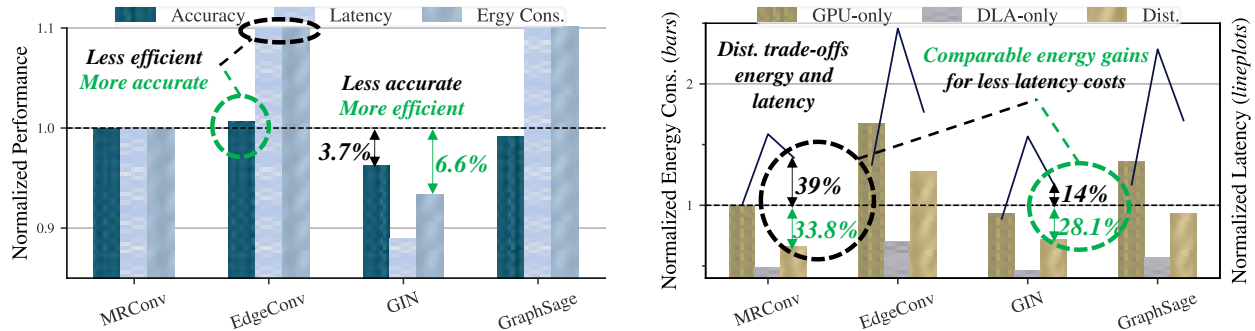 Accuracy Latency Ergy Cons.
1.1
1.0
0.9
Normalized Performance
Less efficient
More accurate
Less accurate
More efficient
3.7%
6.6%
MRConv EdgeConv GIN GraphSage
GPU-only DLA-only Dist.
2
1
Normalized Energy Cons. (bars)
Normalized Latency (lineplots)
Dist. trade-offs
energy and
latency
Comparable energy gains
for less latency costs
39%
33.8%
14%
28.1%
MRConv EdgeConv GIN GraphSage